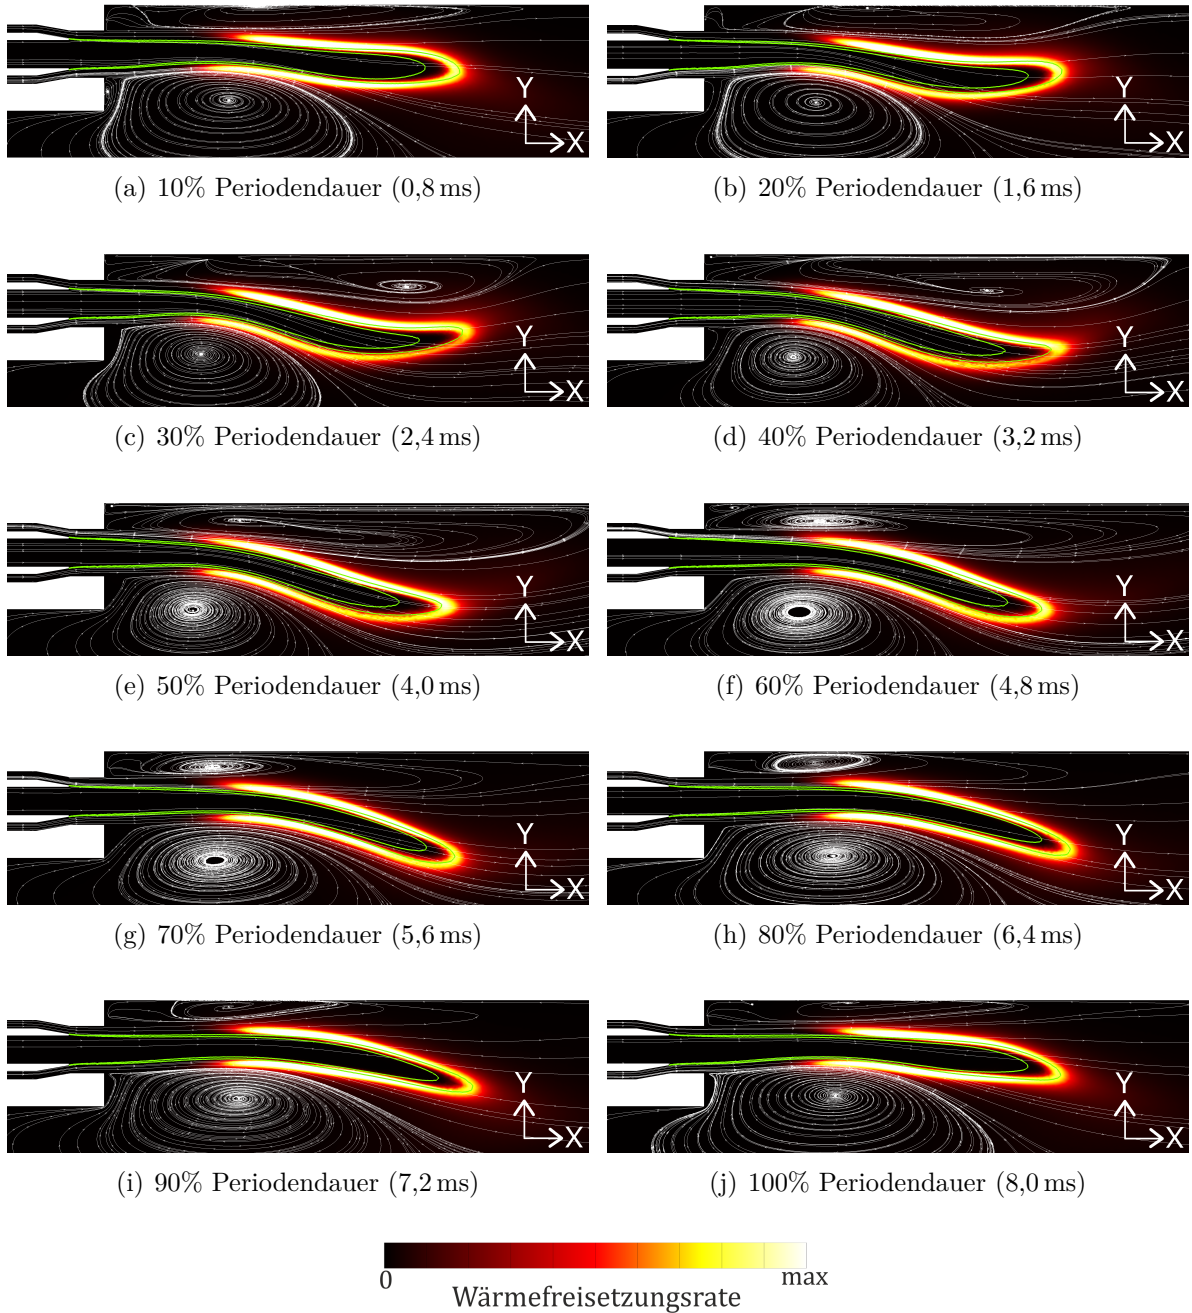 Y
X
Y
X
(a) 10% Periodendauer (0,8 ms)
(b) 20% Periodendauer (1,6 ms)
Y
X
Y
X
(c) 30% Periodendauer (2,4 ms)
(d) 40% Periodendauer (3,2 ms)
Y
X
Y
X
(e) 50% Periodendauer (4,0 ms)
(f) 60% Periodendauer (4,8 ms)
Y
X
Y
X
(g) 70% Periodendauer (5,6 ms)
(h) 80% Periodendauer (6,4 ms)
Y
X
Y
X
(i) 90% Periodendauer (7,2 ms)
(j) 100% Periodendauer (8,0 ms)
0
max
Wärmefreisetzungsrate